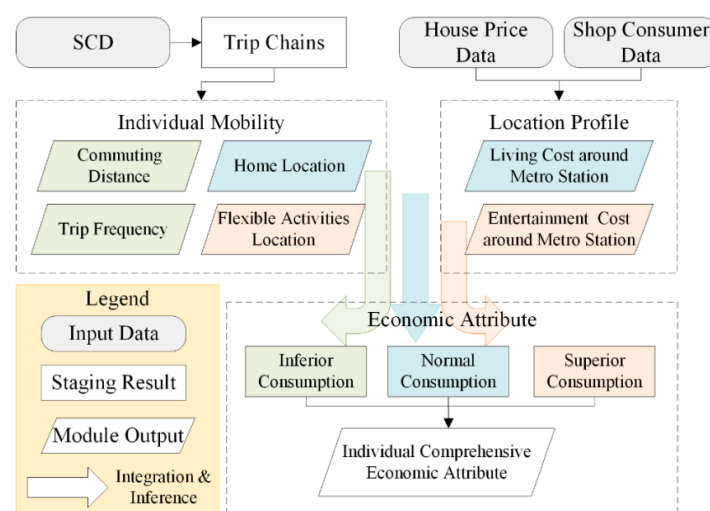 SCD
Trip Chains
House Price
Data
Shop Consumer
Data
Individual Mobility
Commuting
Distance
Home Location
Trip Frequency
Flexible Activities
Location
Location Profile
Living Cost around
Metro Station
Entertainment Cost
around Metro Station
Legend
Input Data
Staging Result
Module Output
Integration &
Inference
Economic Attribute
Inferior
Consumption
Normal
Consumption
Superior
Consumption
Individual Comprehensive
Economic Attribute